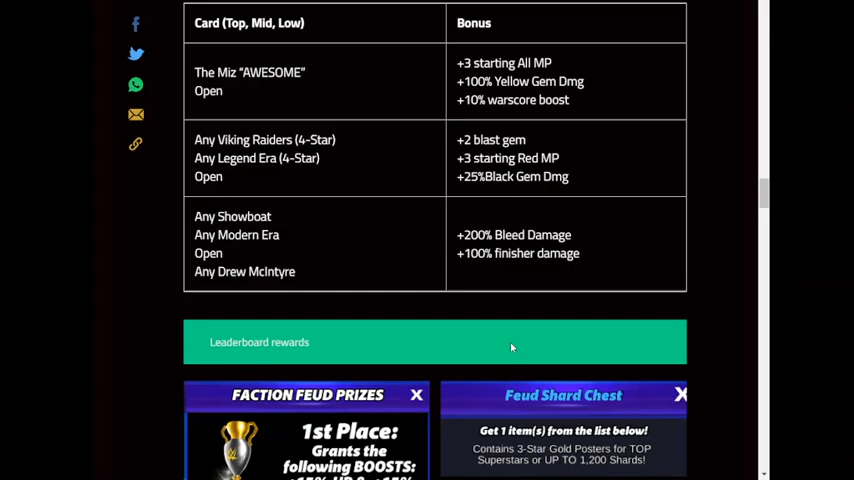 Card (Top, Mid, Low)
Bonus
The Miz "AWESOME"
Open
+3 starting All MP
+100% Yellow Gem Dmg
+10% warscore boost
Any Viking Raiders (4-Star)
Any Legend Era (4-Star)
Open
+2 blast gem
+3 starting Red MP
+25%Black Gem Dmg
Any Showboat
Any Modern Era
Open
Any Drew McIntyre
+200% Bleed Damage
+100% finisher damage
Leaderboard rewards
FACTION FEUD PRIZES X
1st Place:
Grants the
following BOOSTS:
Feud Shard Chest X
Get 1 item(s) from the list below!
Contains 3-Star Gold Posters for TOP
Superstars or UP TO 1,200 Shards!